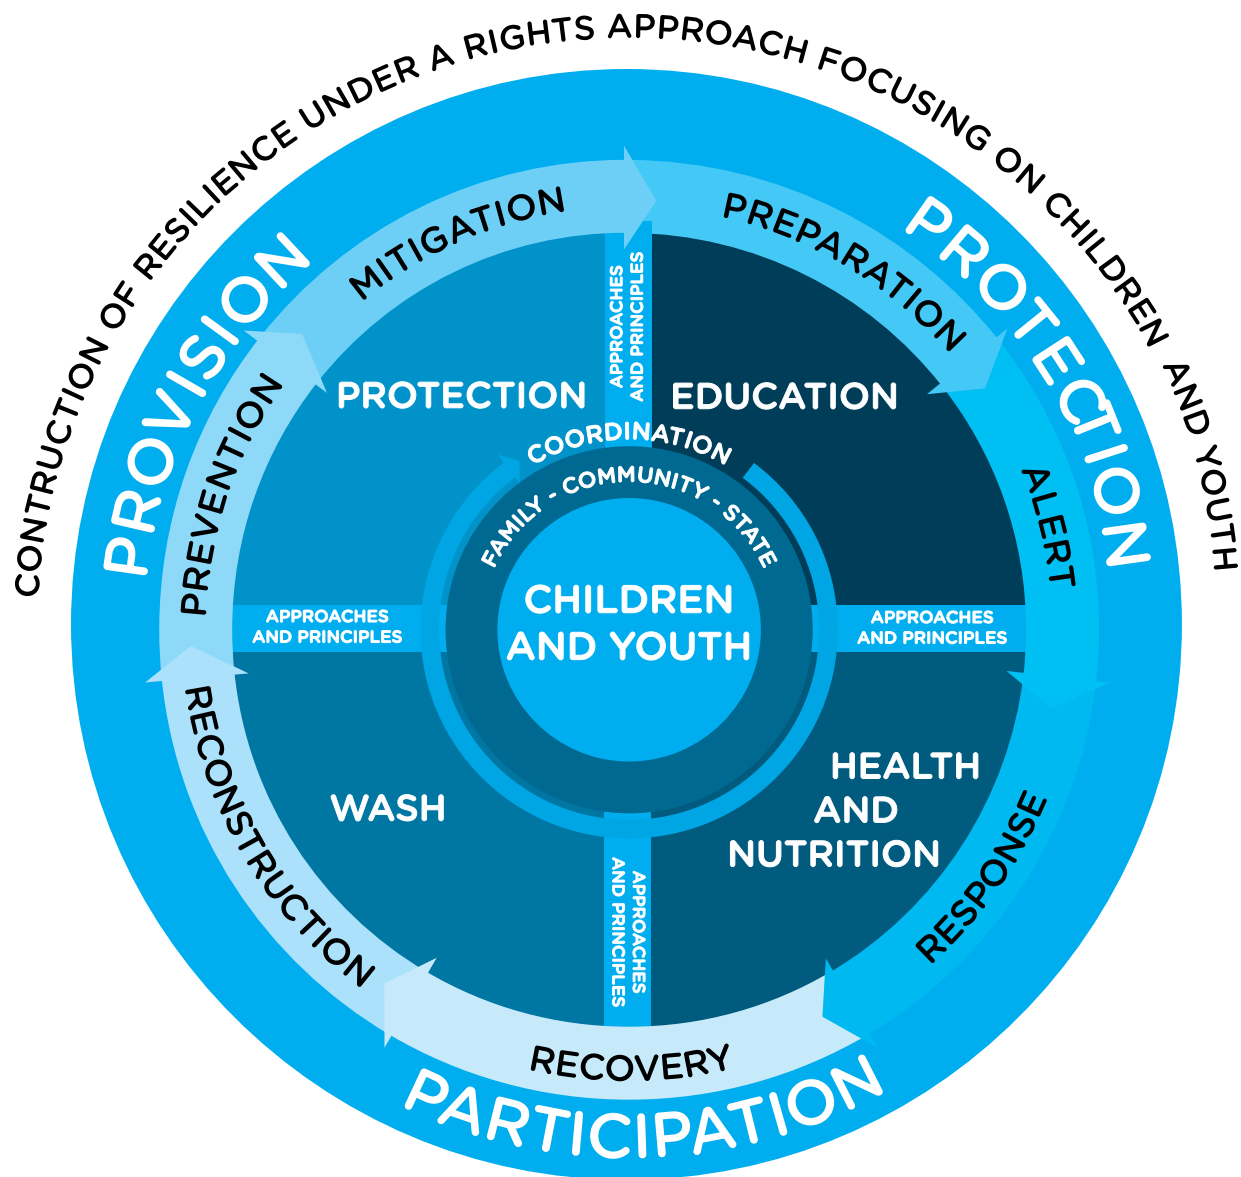 CONTRUCTION OF RESILIENCE UNDER A RIGHTS APPROACH FOCUSING ON CHILDREN AND YOUTH
PROVISION
PROTECTION
PARTICIPATION
MITIGATION
PREPARATION
ALERT
RESPONSE
RECOVERY
RECONSTRUCTION
PREVENTION
APPROACHES
AND PRINCIPLES
PROTECTION
EDUCATION
COORDINATION
FAMILY - COMMUNITY - STATE
CHILDREN
AND YOUTH
APPROACHES
AND PRINCIPLES
APPROACHES
AND PRINCIPLES
WASH
HEALTH
AND
NUTRITION
APPROACHES
AND PRINCIPLES